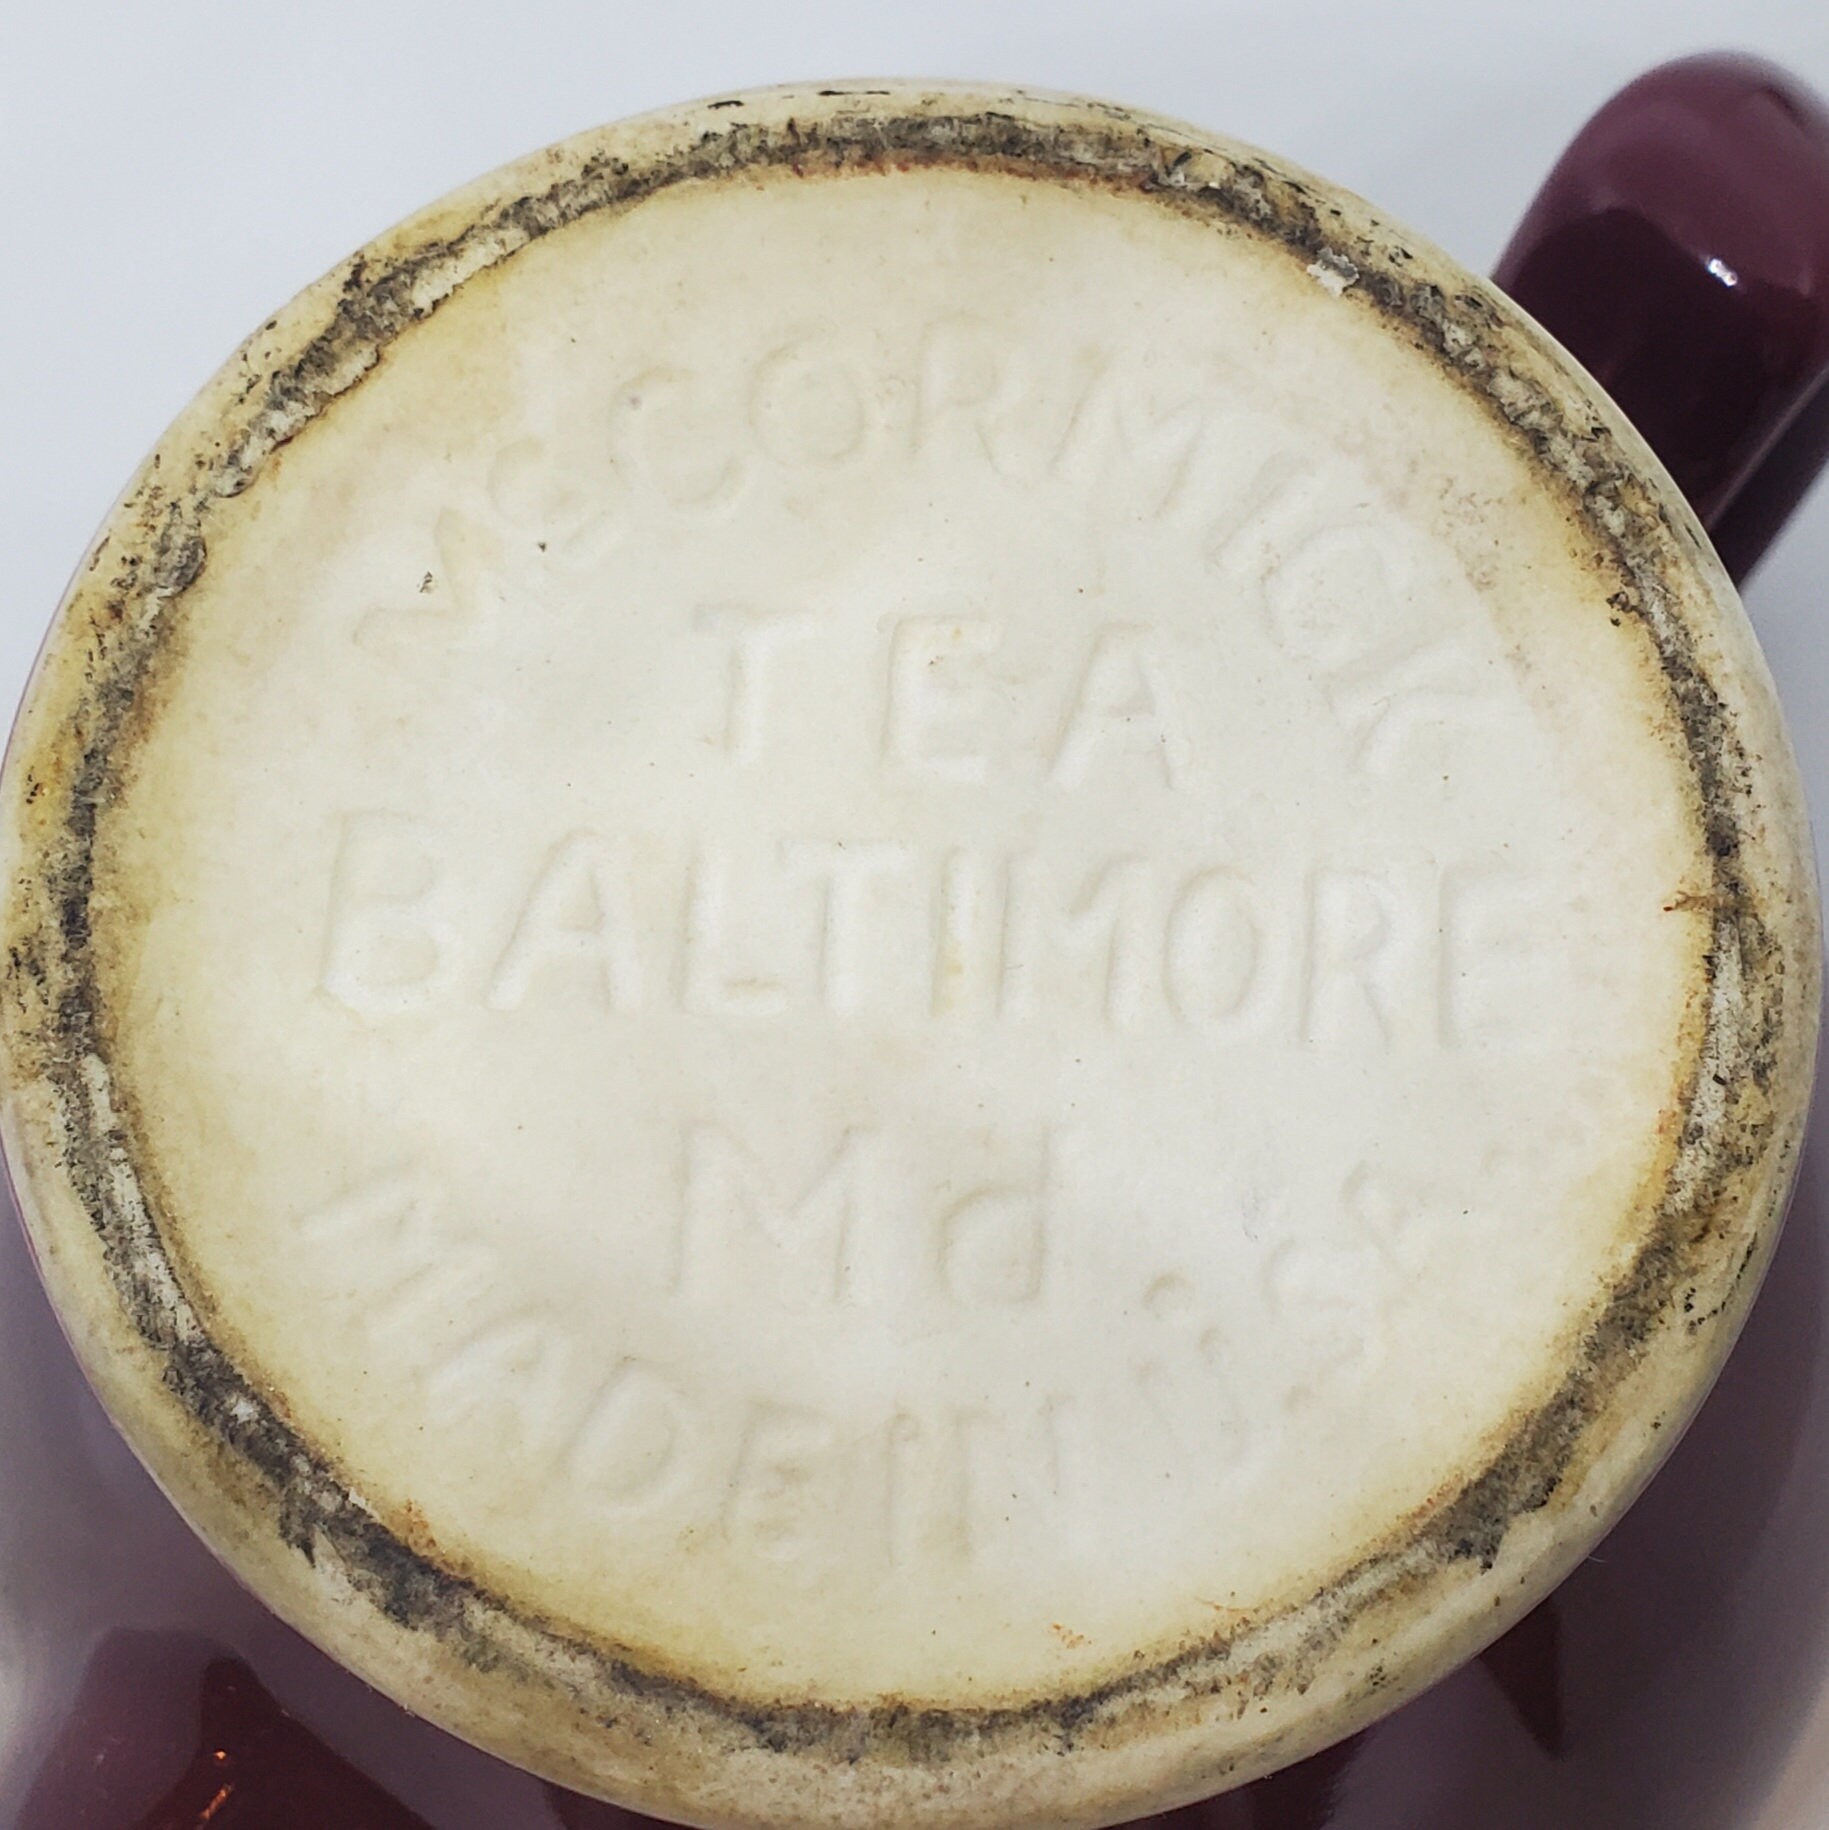 McCORMICK
TEA
BALTIMORE
Md
MADE IN U.S.A.